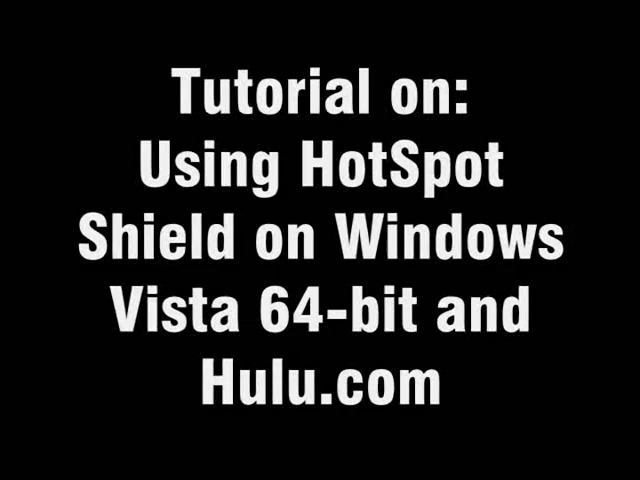 Tutorial on:
Using HotSpot
Shield on Windows
Vista 64-bit and
Hulu.com